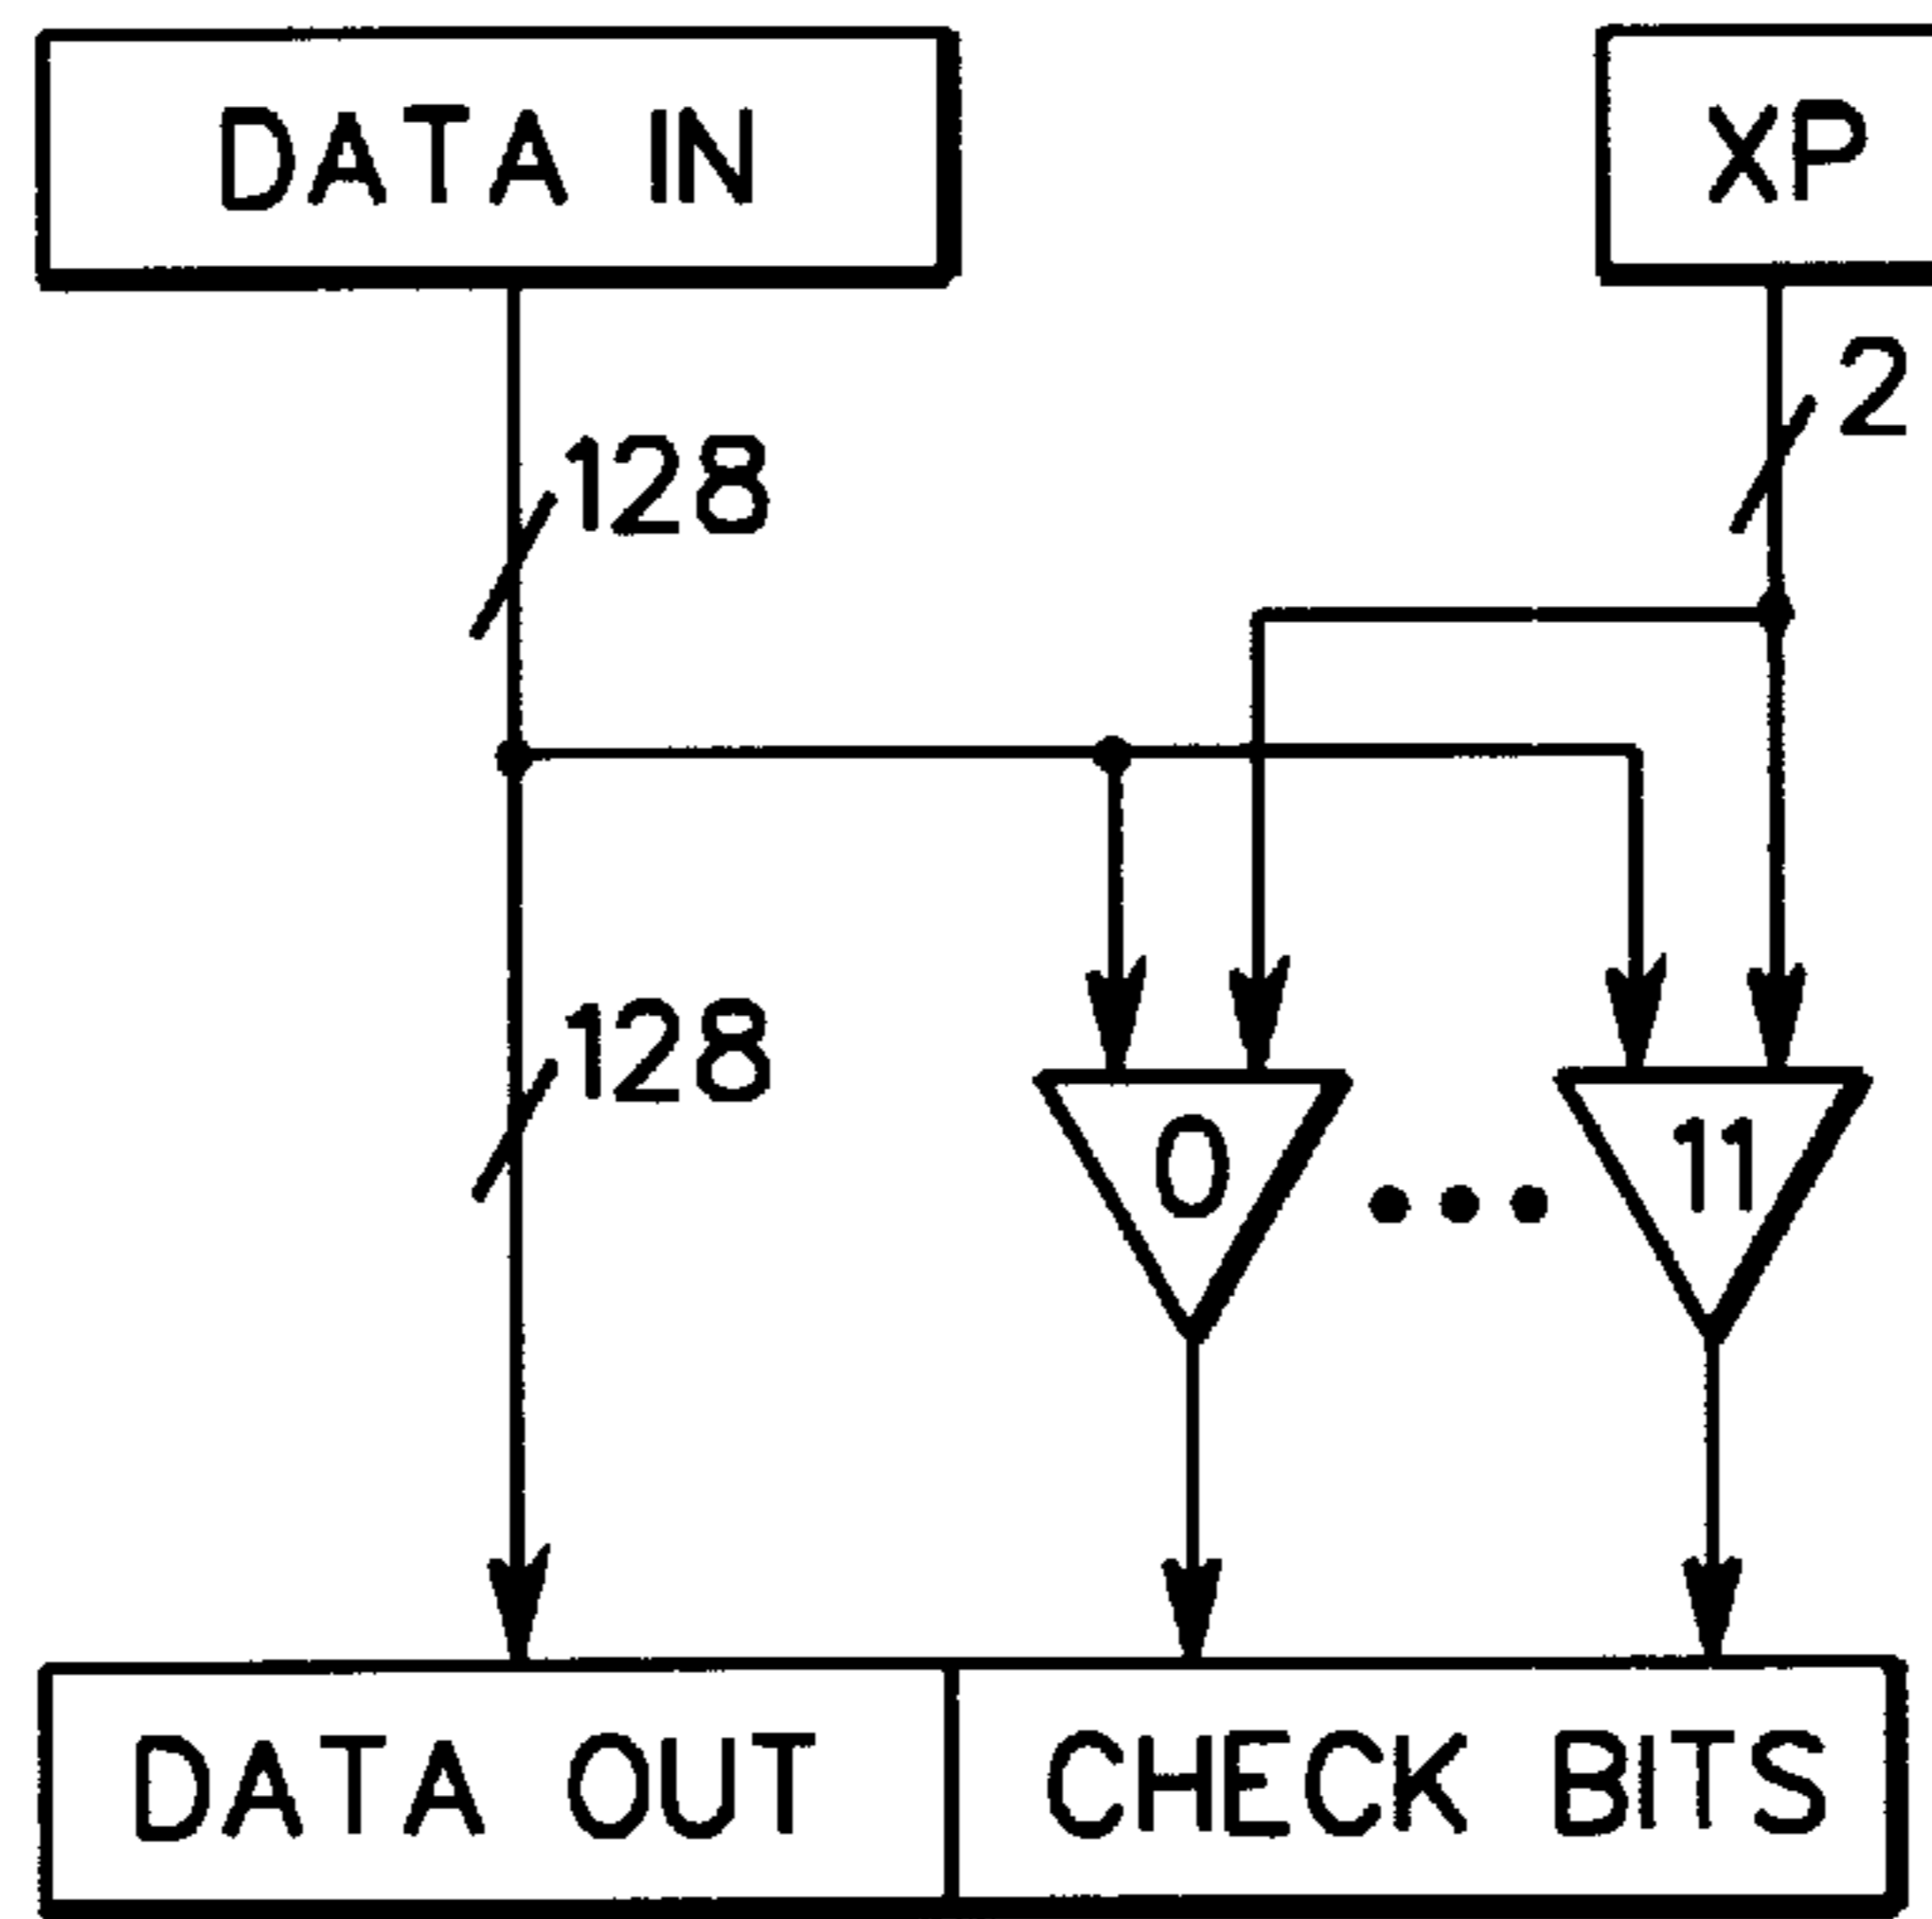 DATA IN
XP
2
128
128
0
11
DATA OUT
CHECK BITS